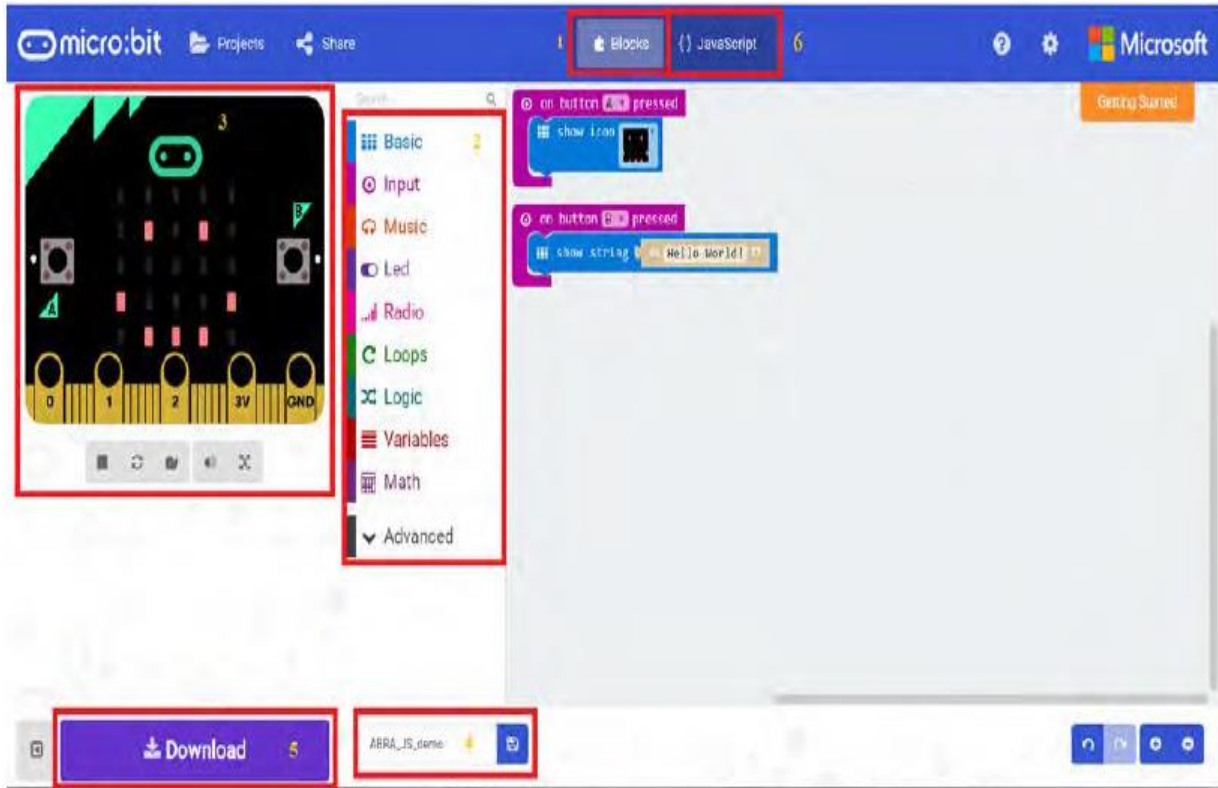 micro:bit Projects Share 1 Blocks {} JavaScript 6 Microsoft
Search...
Getting Started
3
B
A
0 1 2 3V GND
Basic 2
Input
Music
Led
Radio
Loops
Logic
Variables
Math
Advanced
on button A pressed
show icon
on button B pressed
show string " Hello World! "
Download 5
ABRA_JS_demo 4